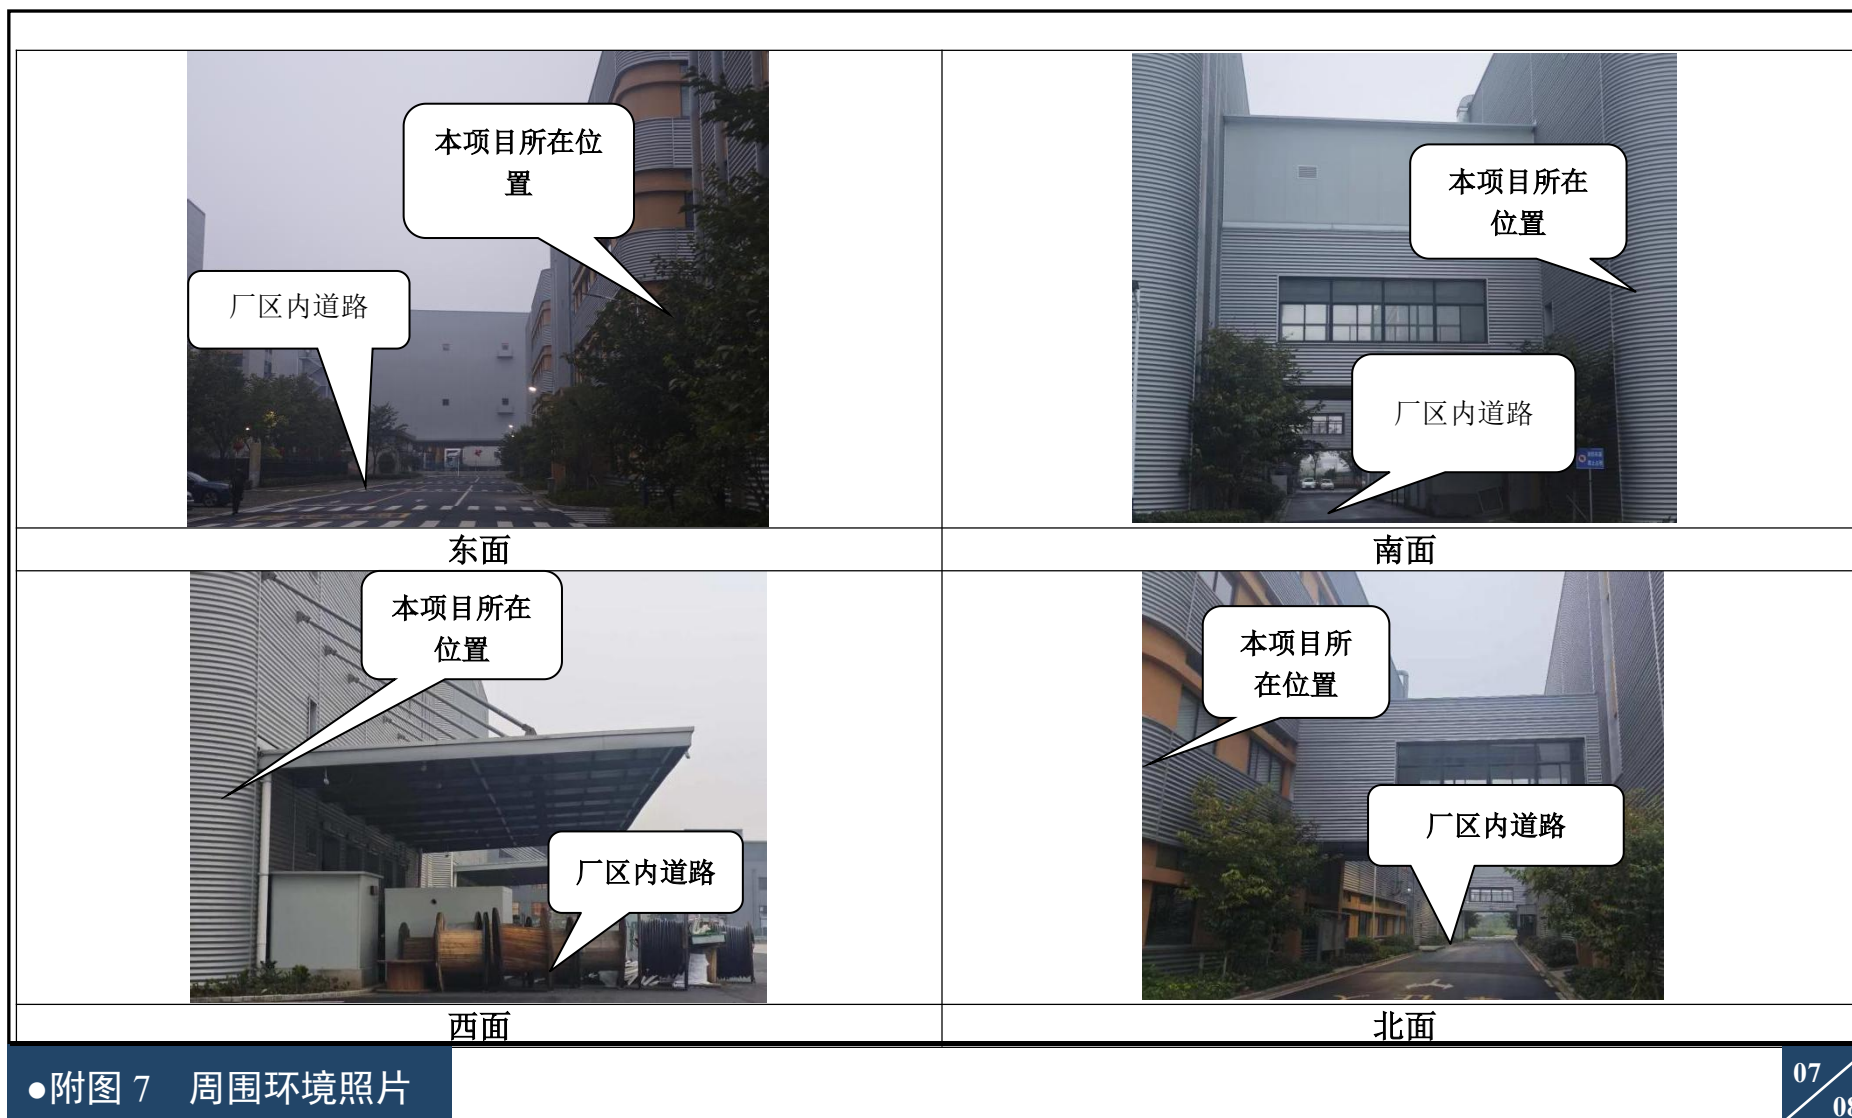 本项目所在位
置
厂区内道路
本项目所在
位置
厂区内道路
东面
南面
本项目所在
位置
厂区内道路
本项目所
在位置
厂区内道路
西面
北面
●附图 7 周围环境照片
07
08